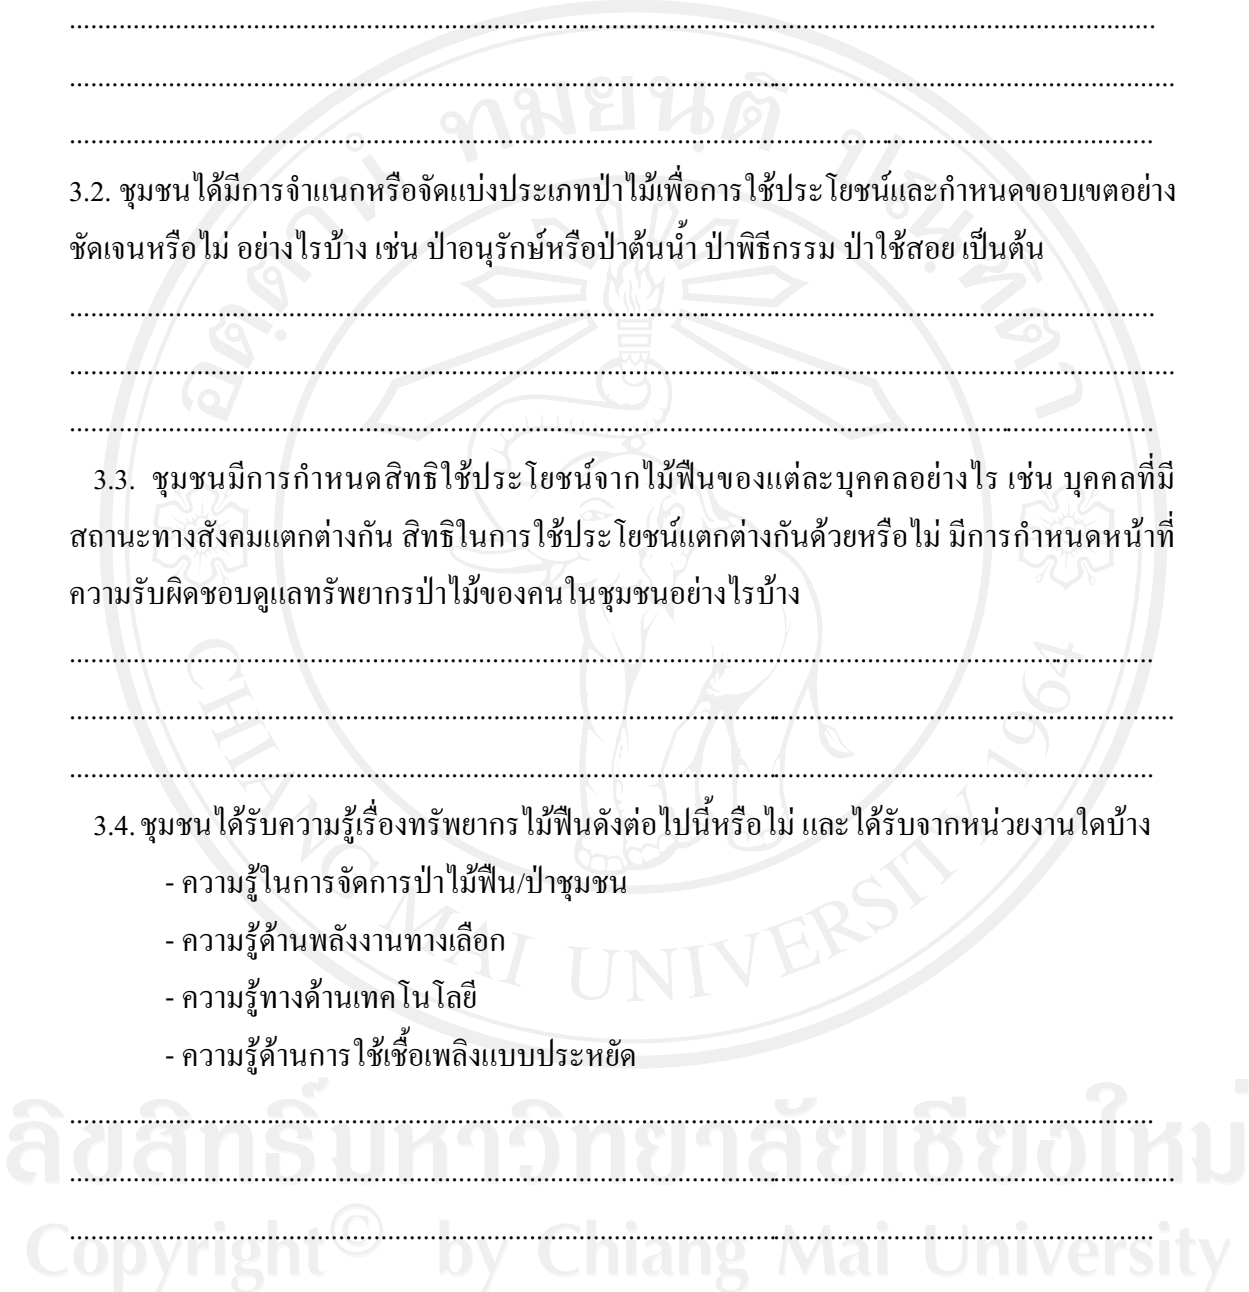 ........................................................................................................................................................
...........................................................................................................................................................
........................................................................................................................................................
3.2. ชุมชนได้มีการจำแนกหรือจัดแบ่งประเภทป่าไม้เพื่อการใช้ประโยชน์และกำหนดขอบเขตอย่าง
ชัดเจนหรือไม่ อย่างไรบ้าง เช่น ป่าอนุรักษ์หรือป่าต้นน้ำ ป่าพิธีกรรม ป่าใช้สอย เป็นต้น
........................................................................................................................................................
...........................................................................................................................................................
........................................................................................................................................................
3.3. ชุมชนมีการกำหนดสิทธิใช้ประโยชน์จากไม้ฟืนของแต่ละบุคคลอย่างไร เช่น บุคคลที่มี
สถานะทางสังคมแตกต่างกัน สิทธิในการใช้ประโยชน์แตกต่างกันด้วยหรือไม่ มีการกำหนดหน้าที่
ความรับผิดชอบดูแลทรัพยากรป่าไม้ของคนในชุมชนอย่างไรบ้าง
........................................................................................................................................................
...........................................................................................................................................................
........................................................................................................................................................
3.4. ชุมชนได้รับความรู้เรื่องทรัพยากรไม้ฟืนดังต่อไปนี้หรือไม่ และได้รับจากหน่วยงานใดบ้าง
- ความรู้ในการจัดการป่าไม้ฟืน/ป่าชุมชน
- ความรู้ด้านพลังงานทางเลือก
- ความรู้ทางด้านเทคโนโลยี
- ความรู้ด้านการใช้เชื้อเพลิงแบบประหยัด
........................................................................................................................................................
...........................................................................................................................................................
........................................................................................................................................................
อตฺตานํ ทมยนฺติ ปณฺฑิตา
CHIANG MAI UNIVERSITY 1964
ลิขสิทธิ์มหาวิทยาลัยเชียงใหม่
Copyright© by Chiang Mai University